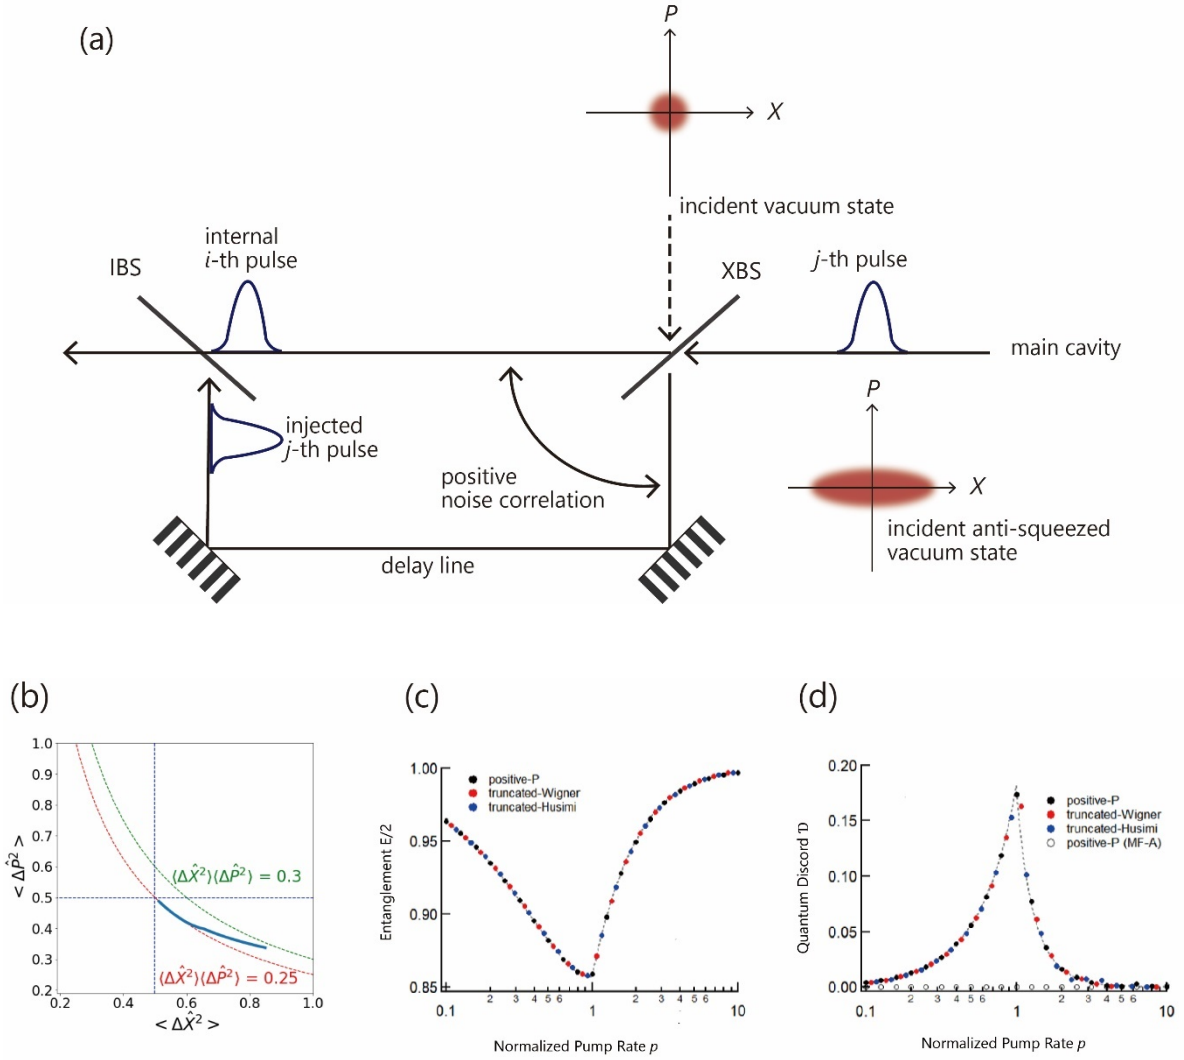 (a)
P
X
incident vacuum state
internal
i-th pulse
IBS
XBS
j-th pulse
main cavity
injected
j-th pulse
positive
noise correlation
delay line
P
X
incident anti-squeezed
vacuum state
(b)
1.0
0.9
0.8
0.7
0.6
0.5
0.4
0.3
0.2
< ΔP̂² >
⟨ΔX̂²⟩⟨ΔP̂²⟩ = 0.3
⟨ΔX̂²⟩⟨ΔP̂²⟩ = 0.25
0.2 0.4 0.6 0.8 1.0
< ΔX̂² >
(c)
1.00
0.95
0.90
0.85
Entanglement E/2
positive-P
truncated-Wigner
truncated-Husimi
0.1 2 3 4 5 6 1 2 3 4 5 6 10
Normalized Pump Rate p
(d)
0.20
0.15
0.10
0.05
0.00
Quantum Discord D
positive-P
truncated-Wigner
truncated-Husimi
positive-P (MF-A)
0.1 2 3 4 5 6 1 2 3 4 5 6 10
Normalized Pump Rate p